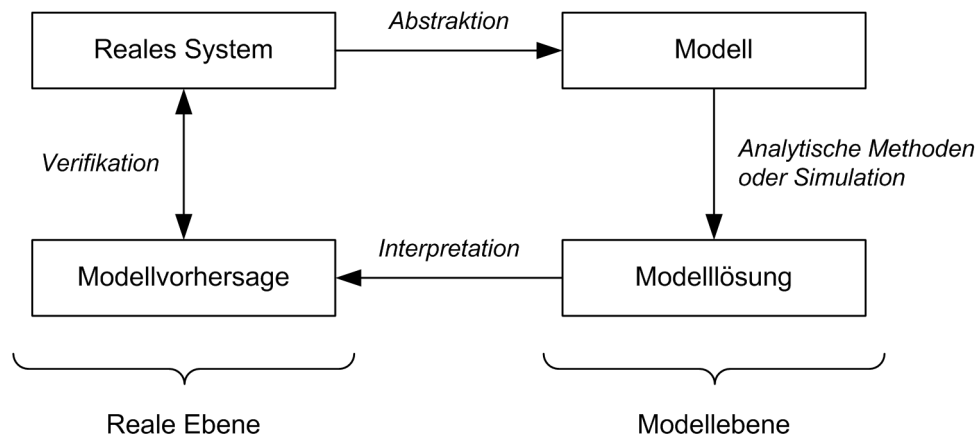 Abstraktion
Reales System
Modell
Verifikation
Analytische Methoden
oder Simulation
Interpretation
Modellvorhersage
Modelllösung
Reale Ebene
Modellebene